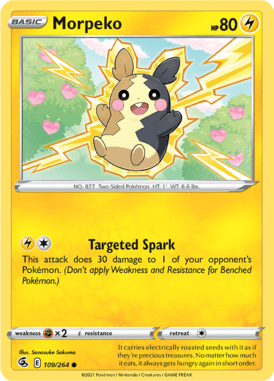 BASIC Morpeko HP80
NO. 877 Two-Sided Pokémon HT: 1' WT: 6.6 lbs.
Targeted Spark
This attack does 30 damage to 1 of your opponent's
Pokémon. (Don't apply Weakness and Resistance for Benched
Pokémon.)
weakness ×2 resistance retreat
Illus. Sanosuke Sakuma
It carries electrically roasted seeds with it as if
they're precious treasures. No matter how much
it eats, it always gets hungry again in short order.
E 109/264
©2021 Pokémon / Nintendo / Creatures / GAME FREAK